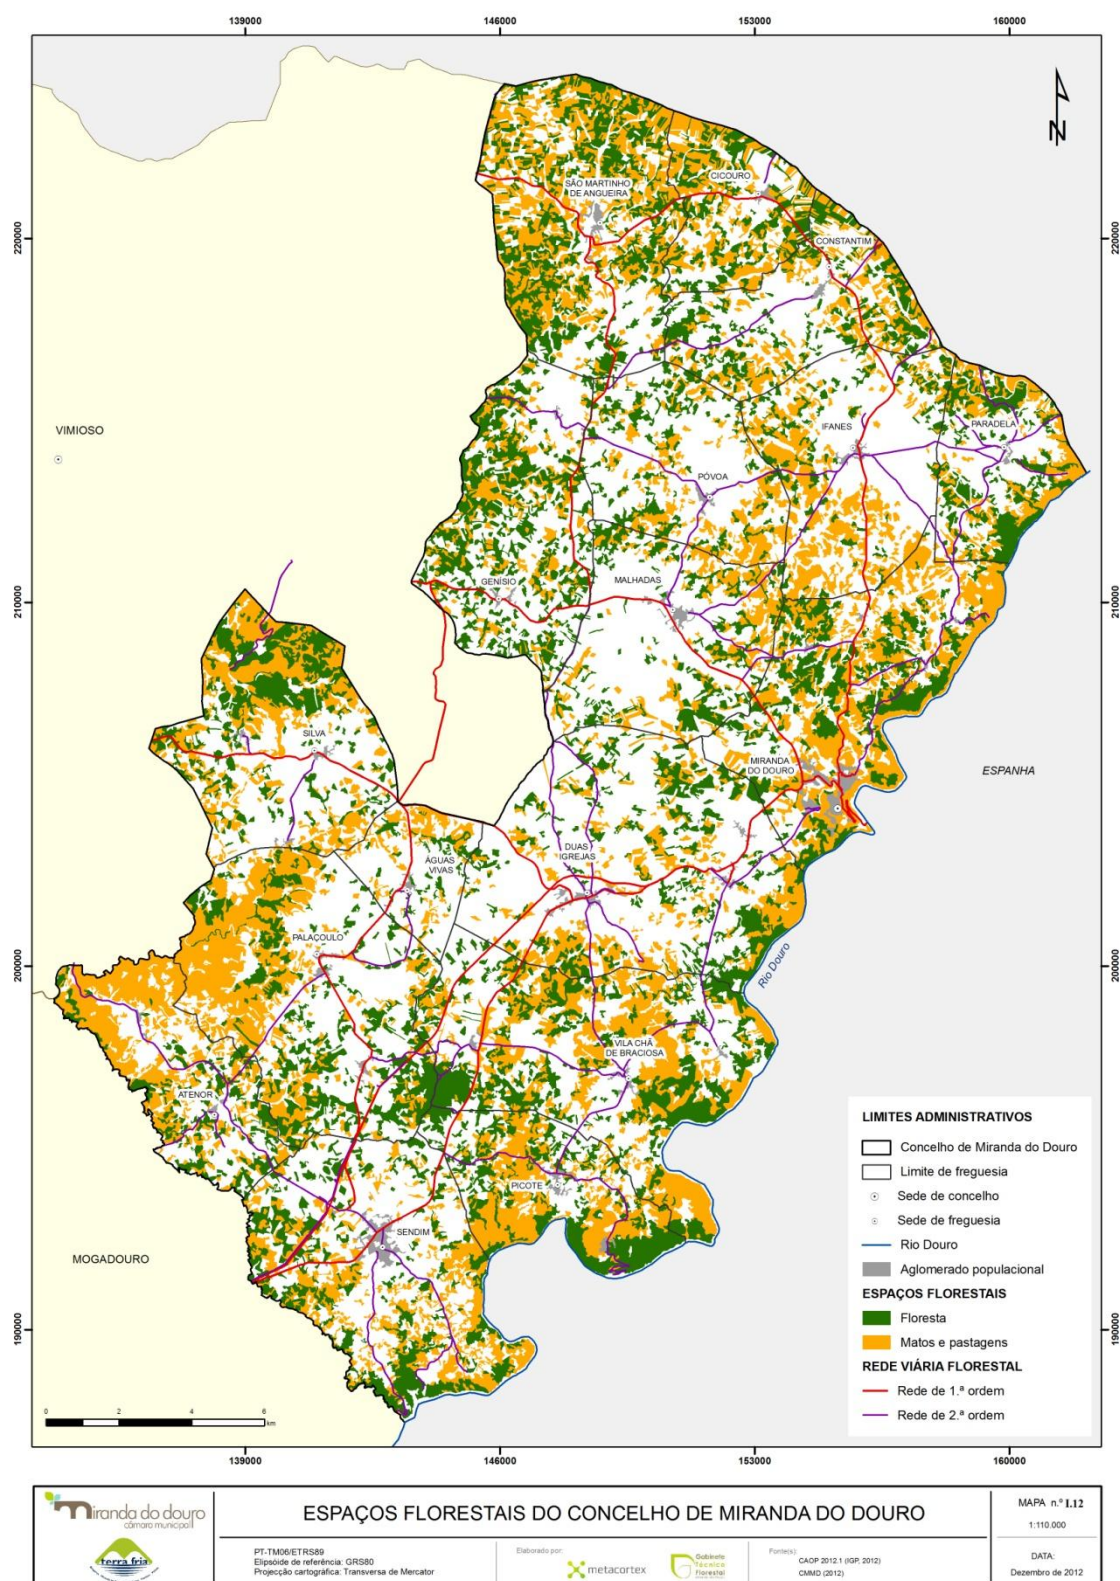 139000
146000
153000
160000
220000
220000
210000
210000
200000
200000
190000
190000
SÃO MARTINHO
DE ANGUEIRA
CICOURO
CONSTANTIM
VIMIOSO
IFANES
PARADELA
PÓVOA
GENÍSIO
MALHADAS
SILVA
MIRANDA
DO DOURO
ESPANHA
DUAS
IGREJAS
ÁGUAS
VIVAS
PALAÇOULO
Rio Douro
VILA CHÃ
DE BRACIOSA
ATENOR
PICOTE
SENDIM
MOGADOURO
N
LIMITES ADMINISTRATIVOS
Concelho de Miranda do Douro
Limite de freguesia
Sede de concelho
Sede de freguesia
Rio Douro
Aglomerado populacional
ESPAÇOS FLORESTAIS
Floresta
Matos e pastagens
REDE VIÁRIA FLORESTAL
Rede de 1.ª ordem
Rede de 2.ª ordem
0 2 4 6
km
139000
146000
153000
160000
miranda do douro
câmara municipal
terra fria
ESPAÇOS FLORESTAIS DO CONCELHO DE MIRANDA DO DOURO
PT-TM06/ETRS89
Elipsóide de referência: GRS80
Projecção cartográfica: Transversa de Mercator
Elaborado por:
metacortex
Gabinete
Técnico
Florestal
Fonte(s):
CAOP 2012.1 (IGP, 2012)
CMMD (2012)
MAPA n.º I.12
1:110.000
DATA:
Dezembro de 2012